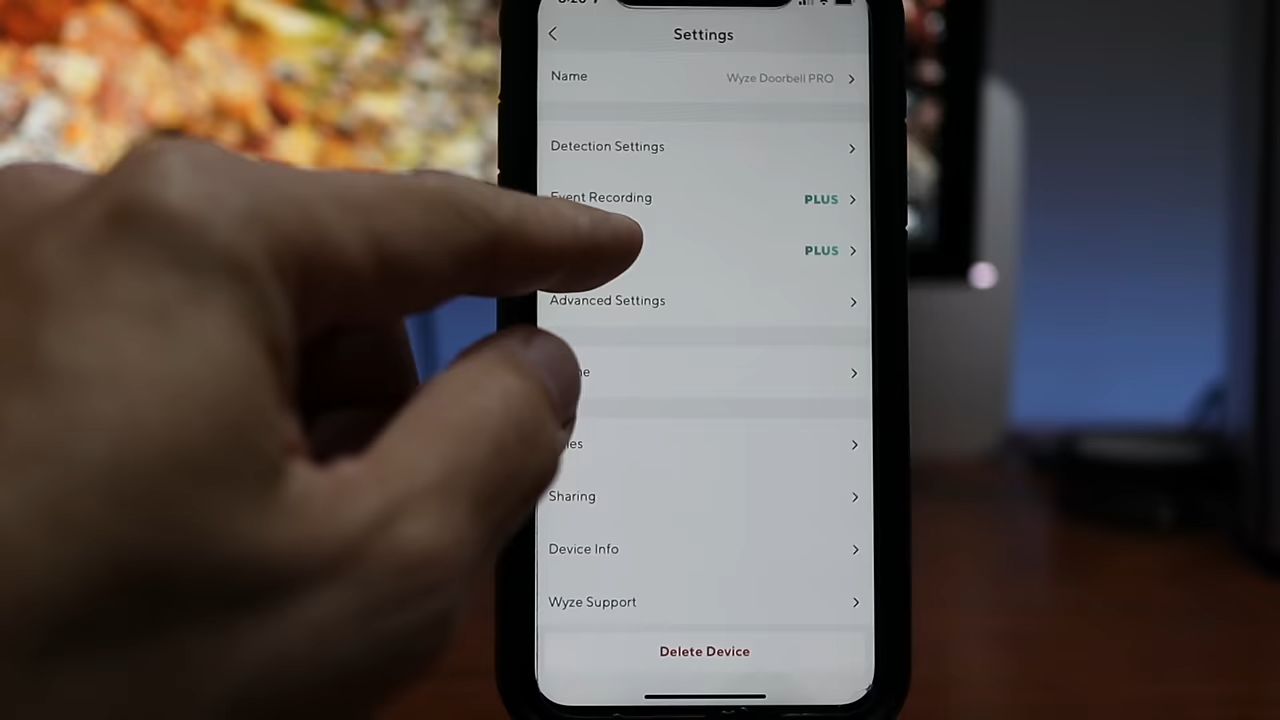 Settings
Name Wyze Doorbell PRO
Detection Settings
Event Recording PLUS
PLUS
Advanced Settings
Sharing
Device Info
Wyze Support
Delete Device